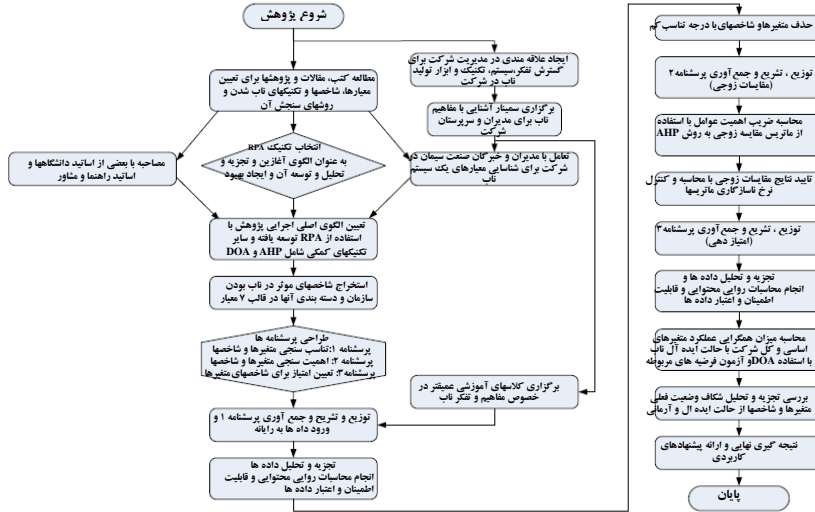 شروع پژوهش
ایجاد علاقه مندی در مدیریت شرکت برای
گسترش تفکر،سیستم، تکنیک و ابزار تولید
ناب در شرکت
مطالعه کتب، مقالات و پژوهشها برای تعیین
معیارها، شاخصها و تکنیکهای ناب شدن و
روشهای سنجش آن
برگزاری سمینار آشنایی با مفاهیم
ناب برای مدیران و سرپرستان
شرکت
تعامل با مدیران و خبرگان صنعت سیمان در
شرکت برای شناسایی معیارهای یک سیستم
ناب
انتخاب تکنیک RPA
به عنوان الگوی آغازین و تجزیه و
تحلیل و توسعه آن و ایجاد بهبود
مصاحبه با بعضی از اساتید دانشگاهها و
اساتید راهنما و مشاور
تعیین الگوی اصلی اجرایی پژوهش با
استفاده از RPA توسعه یافته و سایر
تکنیکهای کمکی شامل AHP و DOA
استخراج شاخصهای موثر در ناب بودن
سازمان و دسته بندی آنها در قالب ۷ معیار
طراحی پرسشنامه ها
پرسشنامه ۱:تناسب سنجی متغیرها و شاخصها
پرسشنامه ۲: اهمیت سنجی متغیرها و شاخصها
پرسشنامه۳: تعیین امتیاز برای شاخصهای متغیرها
برگزاری کلاسهای آموزشی عمیقتر در
خصوص مفاهیم و تفکر ناب
توزیع و تشریح و جمع آوری پرسشنامه ۱ و
ورود داه ها به رایانه
تجزیه و تحلیل داده ها
انجام محاسبات روایی محتوایی و قابلیت
اطمینان و اعتبار داده ها
حذف متغیرها و شاخصهای با درجه تناسب کم
توزیع ، تشریح و جمع آوری پرسشنامه ۲
(مقایسات زوجی)
محاسبه ضریب اهمیت عوامل با استفاده
از ماتریس مقایسه زوجی به روش AHP
تایید نتایج مقایسات زوجی با محاسبه و کنترل
نرخ ناسازگاری ماتریسها
توزیع ، تشریح و جمع آوری پرسشنامه ۳
(امتیاز دهی)
تجزیه و تحلیل داده ها و
انجام محاسبات روایی محتوایی و قابلیت
اطمینان و اعتبار داده ها
محاسبه میزان همگرایی عملکرد متغیرهای
اساسی و کل شرکت با حالت ایده آل ناب
با استفاده DOAو آزمون فرضیه های مربوطه
بررسی تجزیه و تحلیل شکاف وضعیت فعلی
متغیرها و شاخصها از حالت ایده ال و آرمانی
نتیجه گیری نهایی و ارائه پیشنهادهای
کاربردی
پایان